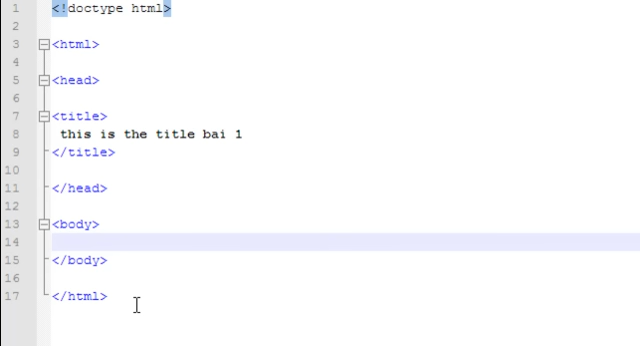 1 <!doctype html>
2
3 <html>
4
5 <head>
6
7 <title>
8 this is the title bai 1
9 </title>
10
11 </head>
12
13 <body>
14
15 </body>
16
17 </html>